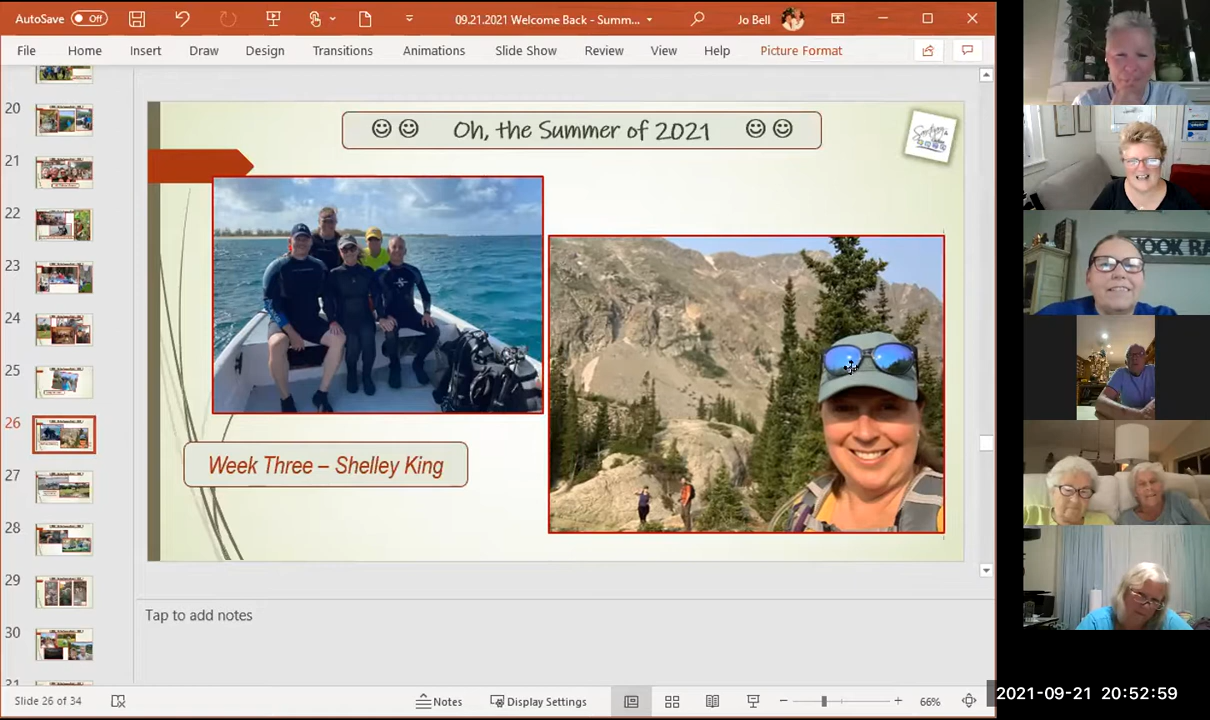 AutoSave Off
09.21.2021 Welcome Back - Summ...
Jo Bell
File Home Insert Draw Design Transitions Animations Slide Show Review View Help Picture Format
20
21
22
23
24
25
26
27
28
29
30
Oh, the Summer of 2021
Week Three – Shelley King
Tap to add notes
Slide 26 of 34
Notes
Display Settings
66%
2021-09-21 20:52:59